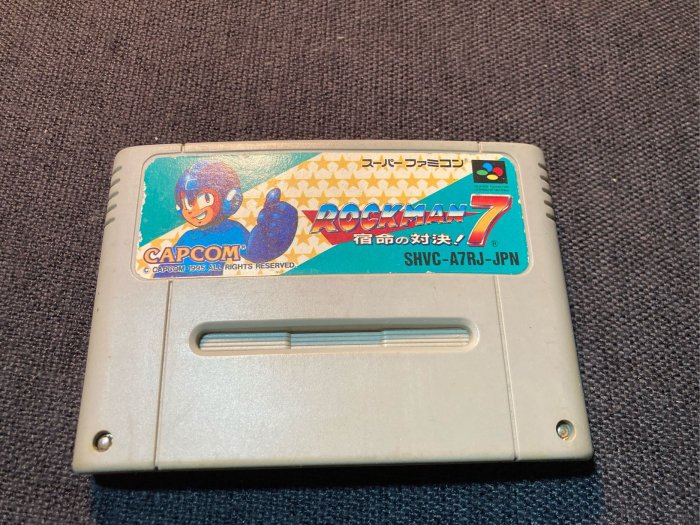 スーパーファミコン
ROCKMAN 7
宿命の対決!
®
CAPCOM
© CAPCOM 1995 ALL RIGHTS RESERVED.
SHVC-A7RJ-JPN